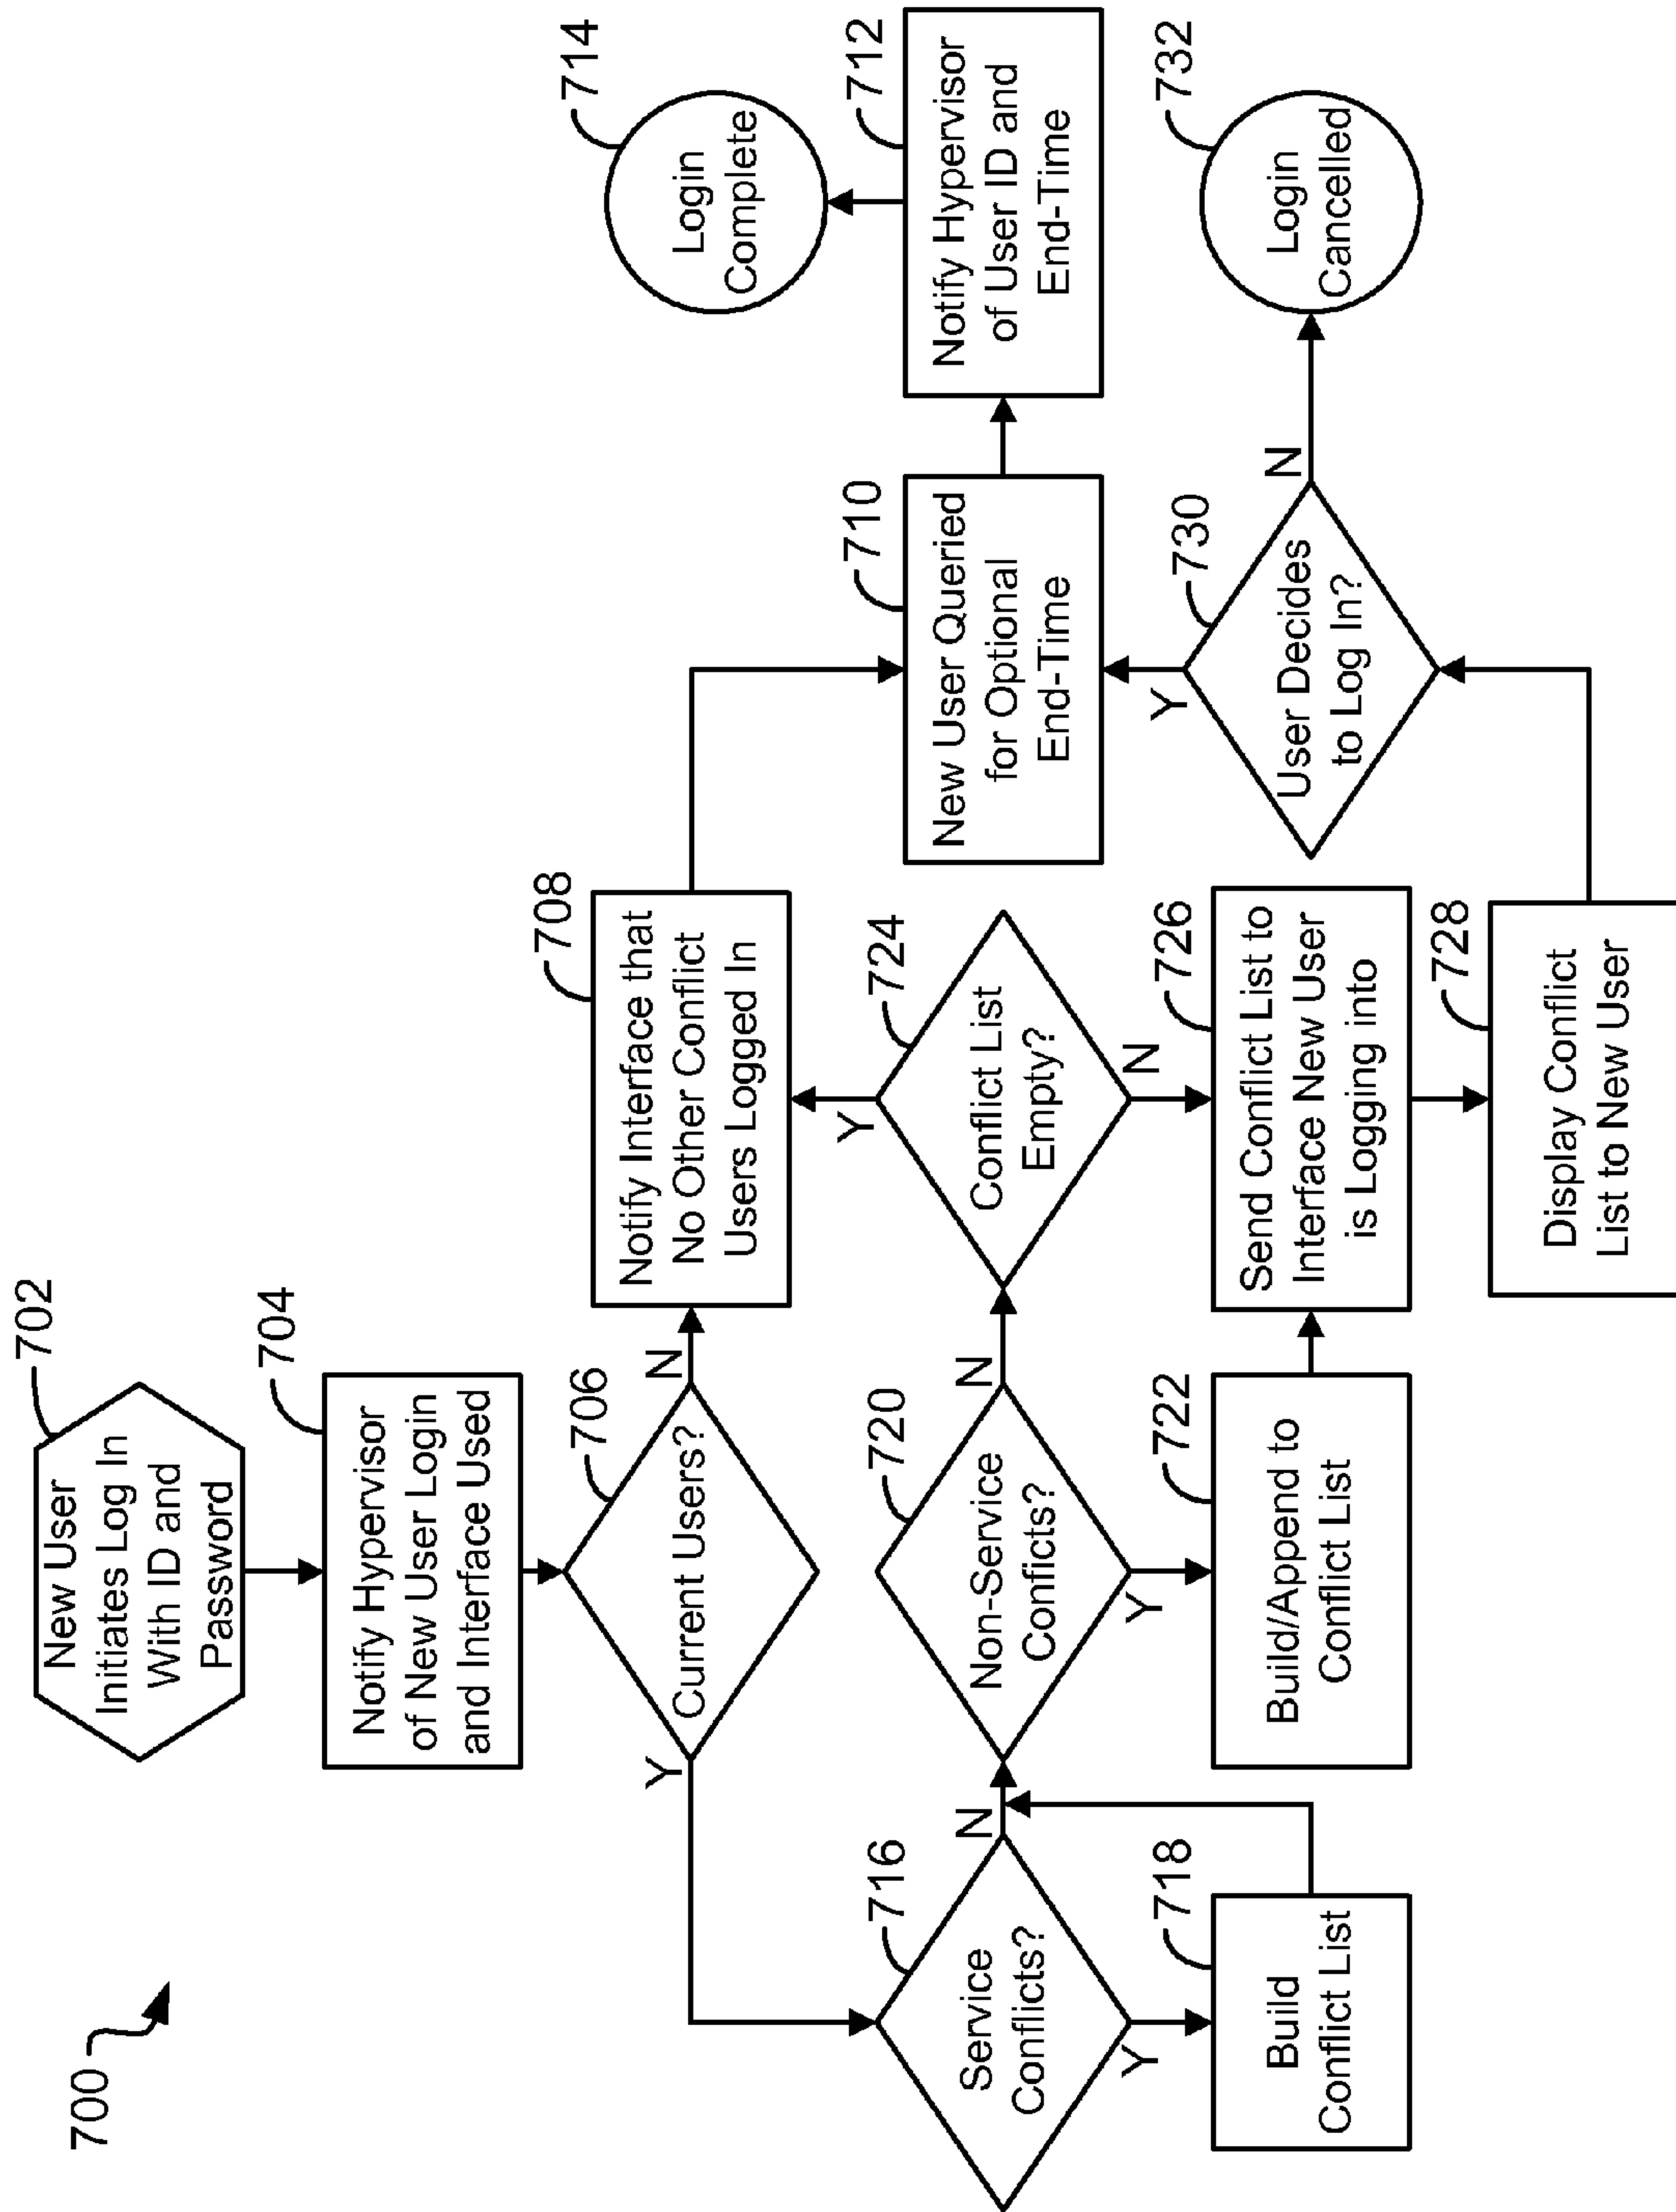 700
702
New User
Initiates Log In
With ID and
Password
704
Notify Hypervisor
of New User Login
and Interface Used
706
Current Users?
Y
N
708
Notify Interface that
No Other Conflict
Users Logged In
710
New User Queried
for Optional
End-Time
712
Notify Hypervisor
of User ID and
End-Time
714
Login
Complete
716
Service
Conflicts?
N
Y
718
Build
Conflict List
720
Non-Service
Conficts?
N
Y
722
Build/Append to
Conflict List
724
Conflict List
Empty?
Y
N
726
Send Conflict List to
Interface New User
is Logging into
728
Display Conflict
List to New User
730
User Decides
to Log In?
Y
N
732
Login
Cancelled